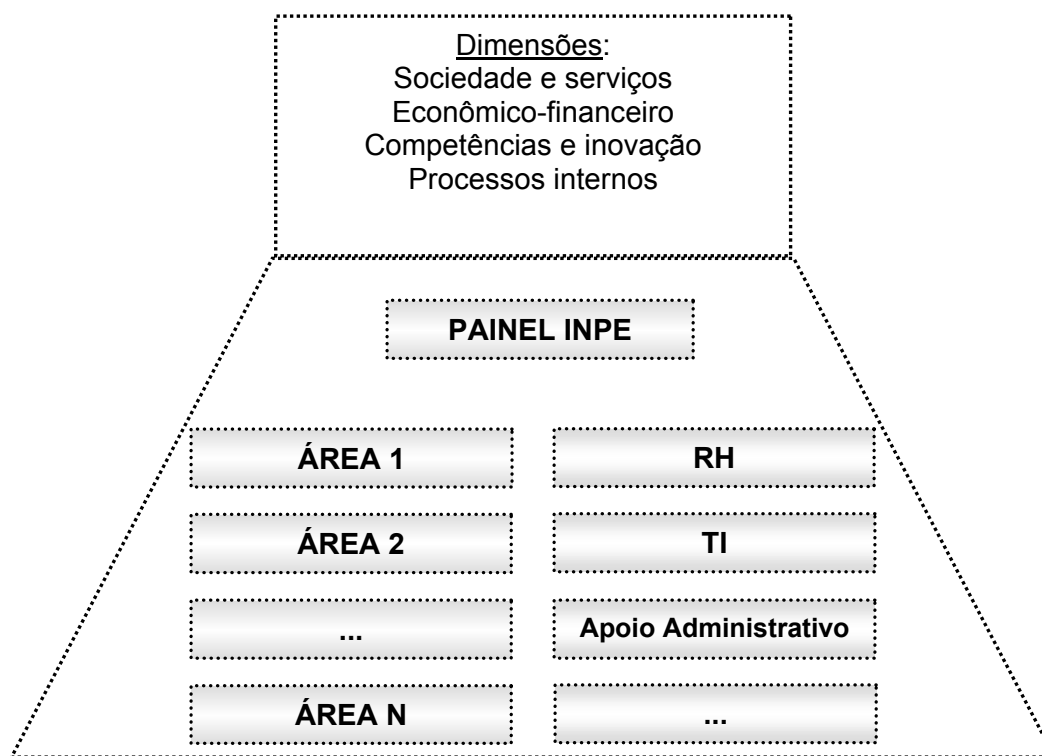 Dimensões:
Sociedade e serviços
Econômico-financeiro
Competências e inovação
Processos internos
PAINEL INPE
ÁREA 1
RH
ÁREA 2
TI
...
Apoio Administrativo
ÁREA N
...